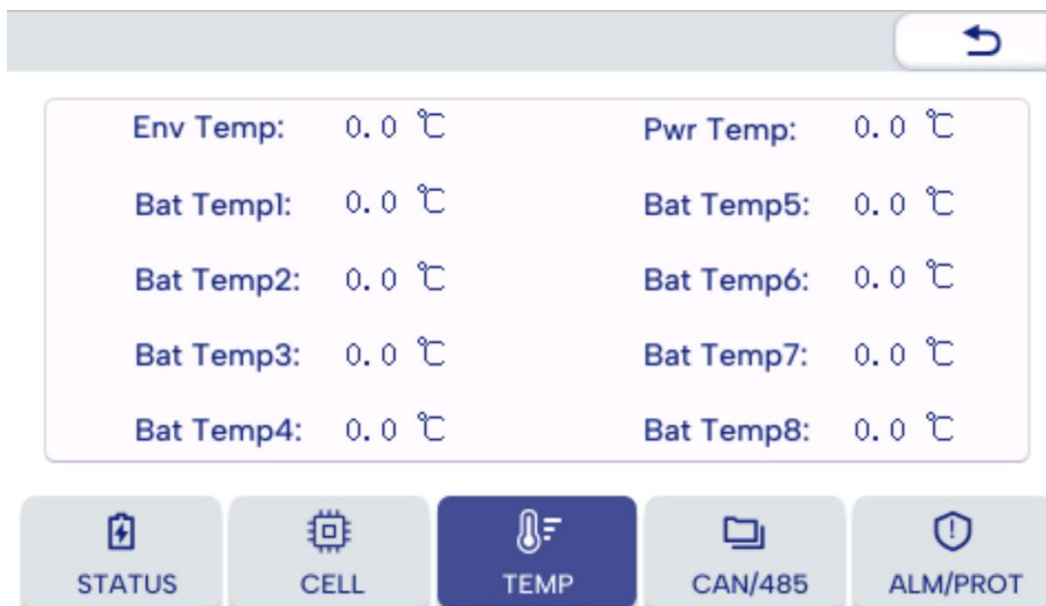 Env Temp: 0.0 ℃ Pwr Temp: 0.0 ℃
Bat Temp1: 0.0 ℃ Bat Temp5: 0.0 ℃
Bat Temp2: 0.0 ℃ Bat Temp6: 0.0 ℃
Bat Temp3: 0.0 ℃ Bat Temp7: 0.0 ℃
Bat Temp4: 0.0 ℃ Bat Temp8: 0.0 ℃
STATUS CELL TEMP CAN/485 ALM/PROT